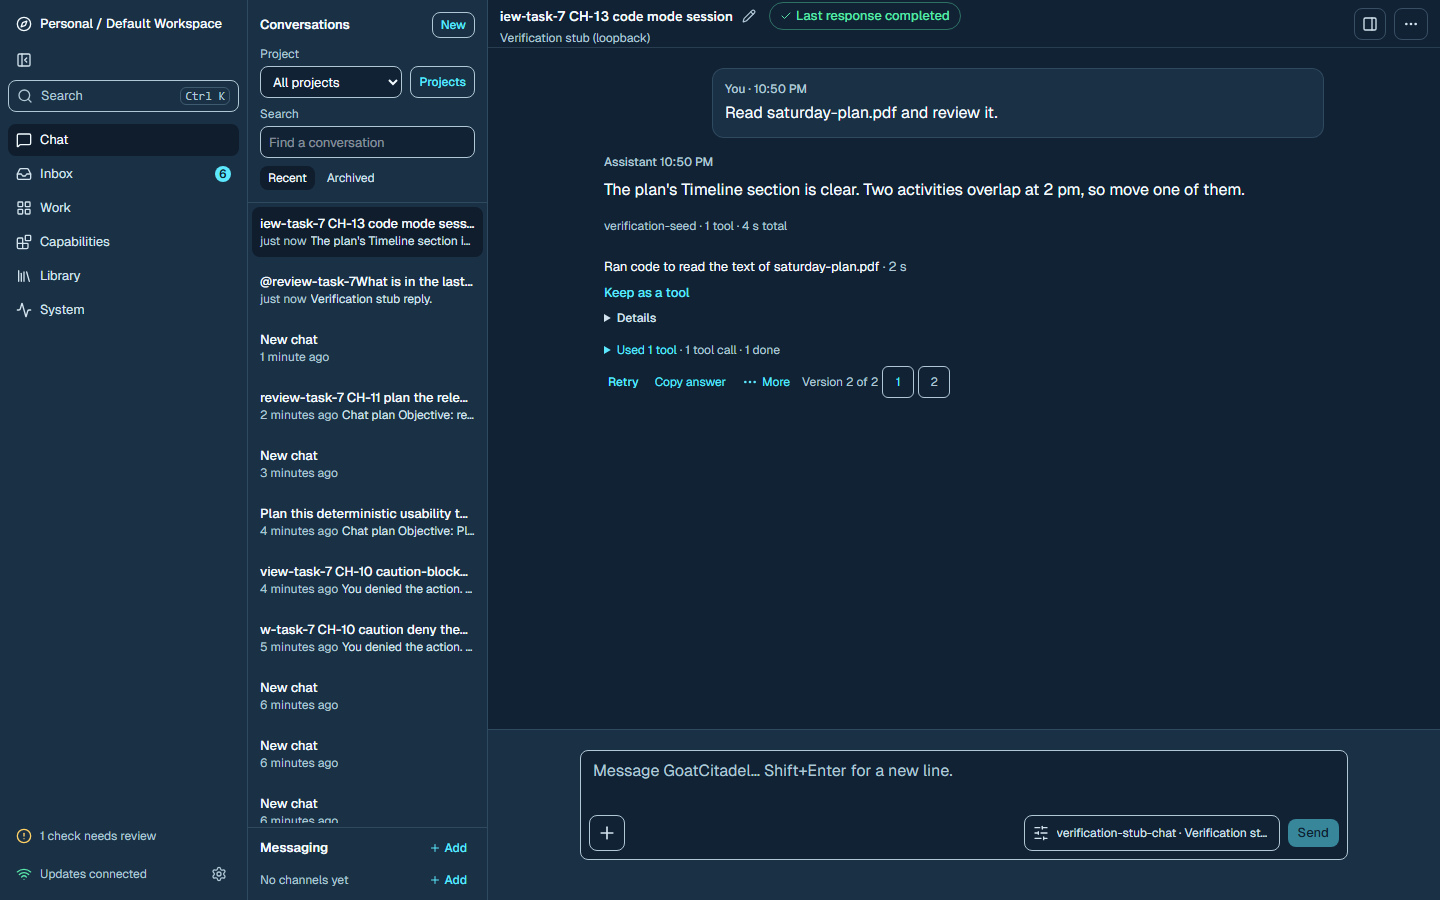 Personal / Default Workspace
Search Ctrl K
Chat
Inbox 6
Work
Capabilities
Library
System
1 check needs review
Updates connected
Conversations New
Project
All projects Projects
Search
Find a conversation
Recent Archived
iew-task-7 CH-13 code mode sess...
just now The plan's Timeline section i...
@review-task-7What is in the last...
just now Verification stub reply.
New chat
1 minute ago
review-task-7 CH-11 plan the rele...
2 minutes ago Chat plan Objective: re...
New chat
3 minutes ago
Plan this deterministic usability t...
4 minutes ago Chat plan Objective: Pl...
view-task-7 CH-10 caution-block...
4 minutes ago You denied the action. ...
w-task-7 CH-10 caution deny the...
5 minutes ago You denied the action. ...
New chat
6 minutes ago
New chat
6 minutes ago
New chat
6 minutes ago
Messaging + Add
No channels yet + Add
iew-task-7 CH-13 code mode session Last response completed
Verification stub (loopback)
You · 10:50 PM
Read saturday-plan.pdf and review it.
Assistant 10:50 PM
The plan's Timeline section is clear. Two activities overlap at 2 pm, so move one of them.
verification-seed · 1 tool · 4 s total
Ran code to read the text of saturday-plan.pdf · 2 s
Keep as a tool
Details
Used 1 tool · 1 tool call · 1 done
Retry Copy answer ··· More Version 2 of 2 1 2
Message GoatCitadel... Shift+Enter for a new line.
verification-stub-chat · Verification st... Send